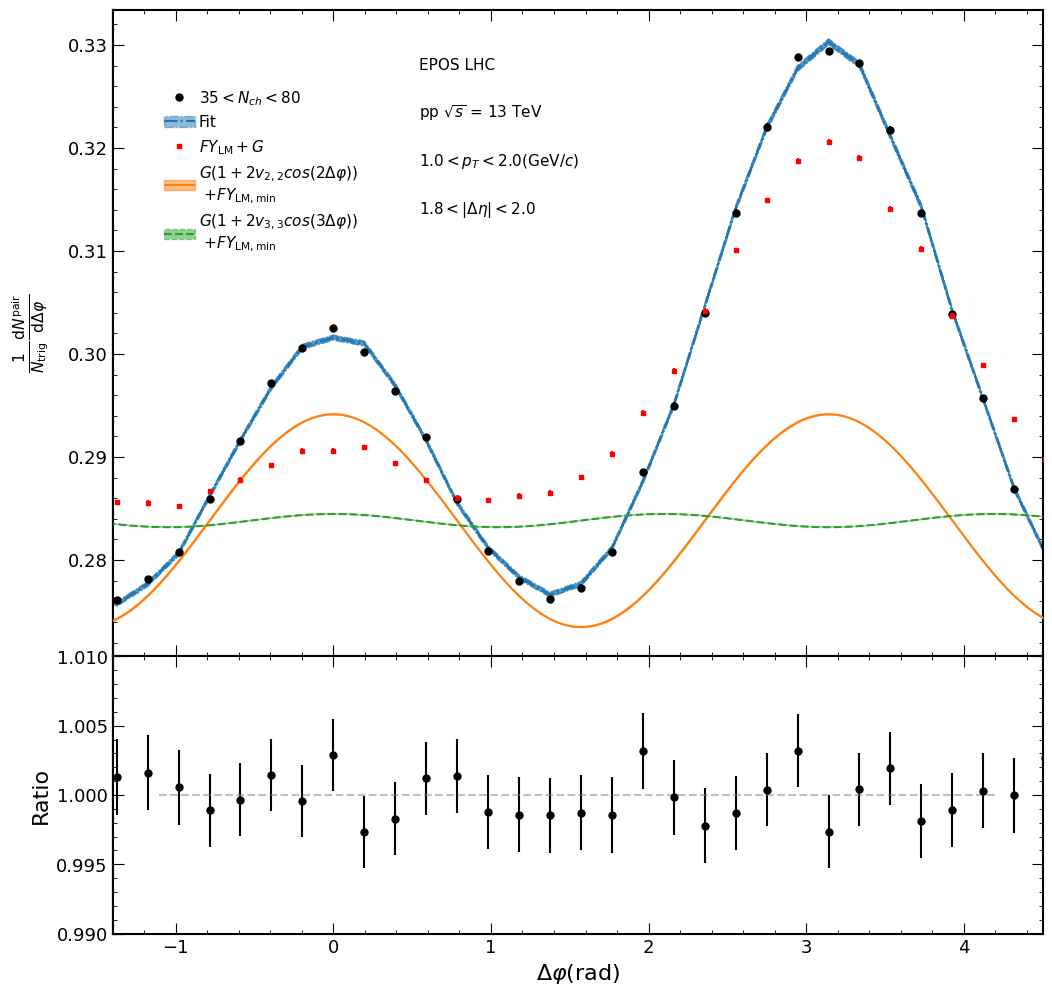 0.33
0.32
0.31
0.30
0.29
0.28
1/N_trig dN^pair/dΔφ
35 < N_ch < 80
Fit
FY_LM + G
G(1 + 2v_2,2cos(2Δφ))
+FY_LM,min
G(1 + 2v_3,3cos(3Δφ))
+FY_LM,min
EPOS LHC
pp √s = 13 TeV
1.0 < p_T < 2.0(GeV/c)
1.8 < |Δη| < 2.0
1.010
1.005
1.000
0.995
0.990
Ratio
−1 0 1 2 3 4
Δφ(rad)